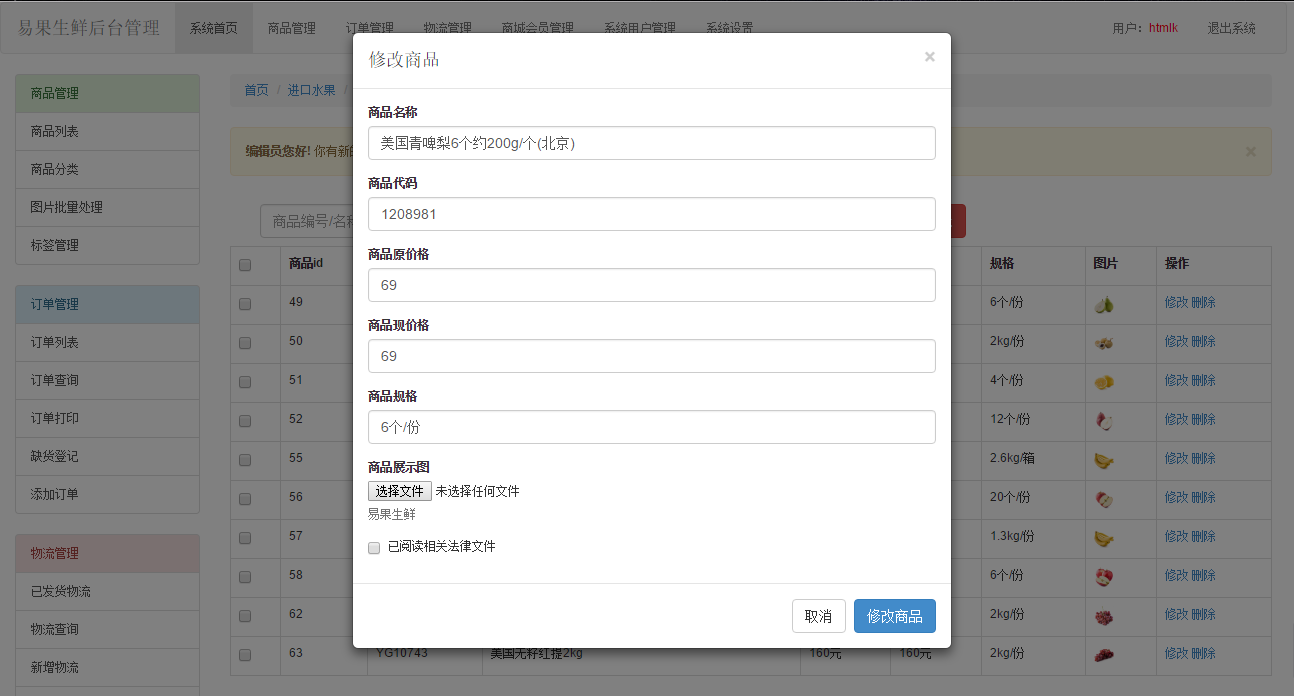 易果生鲜后台管理 系统首页 商品管理 订单管理 物流管理 商城会员管理 系统用户管理 系统设置 用户：htmlk 退出系统
商品管理
商品列表
商品分类
图片批量处理
标签管理
订单管理
订单列表
订单查询
订单打印
缺货登记
添加订单
物流管理
已发货物流
物流查询
新增物流
首页 / 进口水果 /
编辑员您好! 你有新的
×
商品编号/名称
商品id 规格 图片 操作
49 6个/份 修改 删除
50 2kg/份 修改 删除
51 4个/份 修改 删除
52 12个/份 修改 删除
55 2.6kg/箱 修改 删除
56 20个/份 修改 删除
57 1.3kg/份 修改 删除
58 6个/份 修改 删除
62 2kg/份 修改 删除
63 YG10743 美国无籽红提2kg 160元 160元 2kg/份 修改 删除
修改商品 ×
商品名称
美国青啤梨6个约200g/个(北京)
商品代码
1208981
商品原价格
69
商品现价格
69
商品规格
6个/份
商品展示图
选择文件 未选择任何文件
易果生鲜
已阅读相关法律文件
取消 修改商品